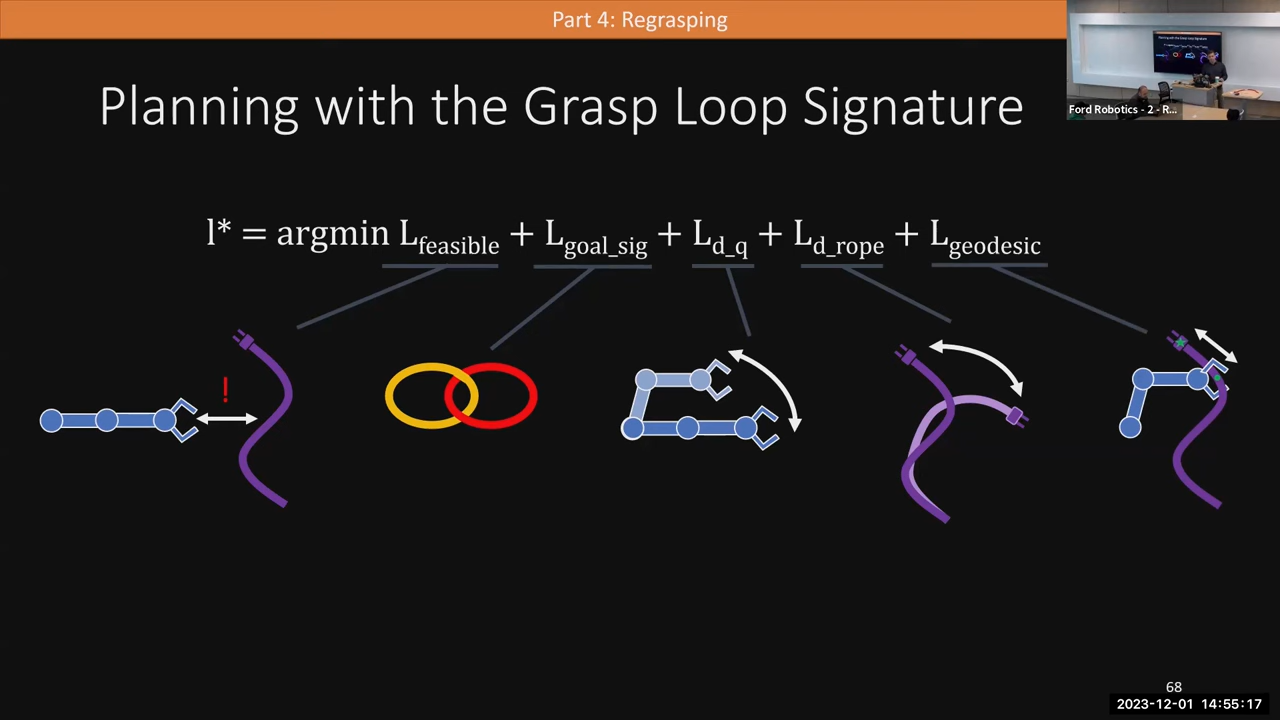 Part 4: Regrasping
Planning with the Grasp Loop Signature
Ford Robotics - 2 - R...
l* = argmin L_feasible + L_goal_sig + L_d_q + L_d_rope + L_geodesic
!
68
2023-12-01 14:55:17